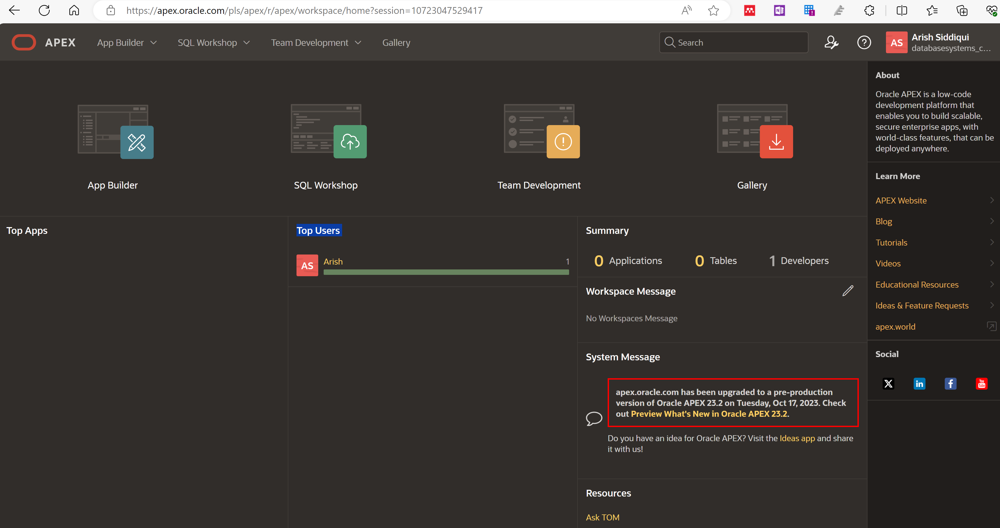 https://apex.oracle.com/pls/apex/r/apex/workspace/home?session=10723047529417
APEX
App Builder
SQL Workshop
Team Development
Gallery
Search
AS
Arish Siddiqui
databasesystems_c...
App Builder
SQL Workshop
Team Development
Gallery
Top Apps
Top Users
AS
Arish
1
Summary
0 Applications
0 Tables
1 Developers
Workspace Message
No Workspaces Message
System Message
apex.oracle.com has been upgraded to a pre-production
version of Oracle APEX 23.2 on Tuesday, Oct 17, 2023. Check
out Preview What's New in Oracle APEX 23.2.
Do you have an idea for Oracle APEX? Visit the Ideas app and share
it with us!
Resources
Ask TOM
About
Oracle APEX is a low-code
development platform that
enables you to build scalable,
secure enterprise apps, with
world-class features, that can be
deployed anywhere.
Learn More
APEX Website
Blog
Tutorials
Videos
Educational Resources
Ideas & Feature Requests
apex.world
Social
X
in
f
You
Tube